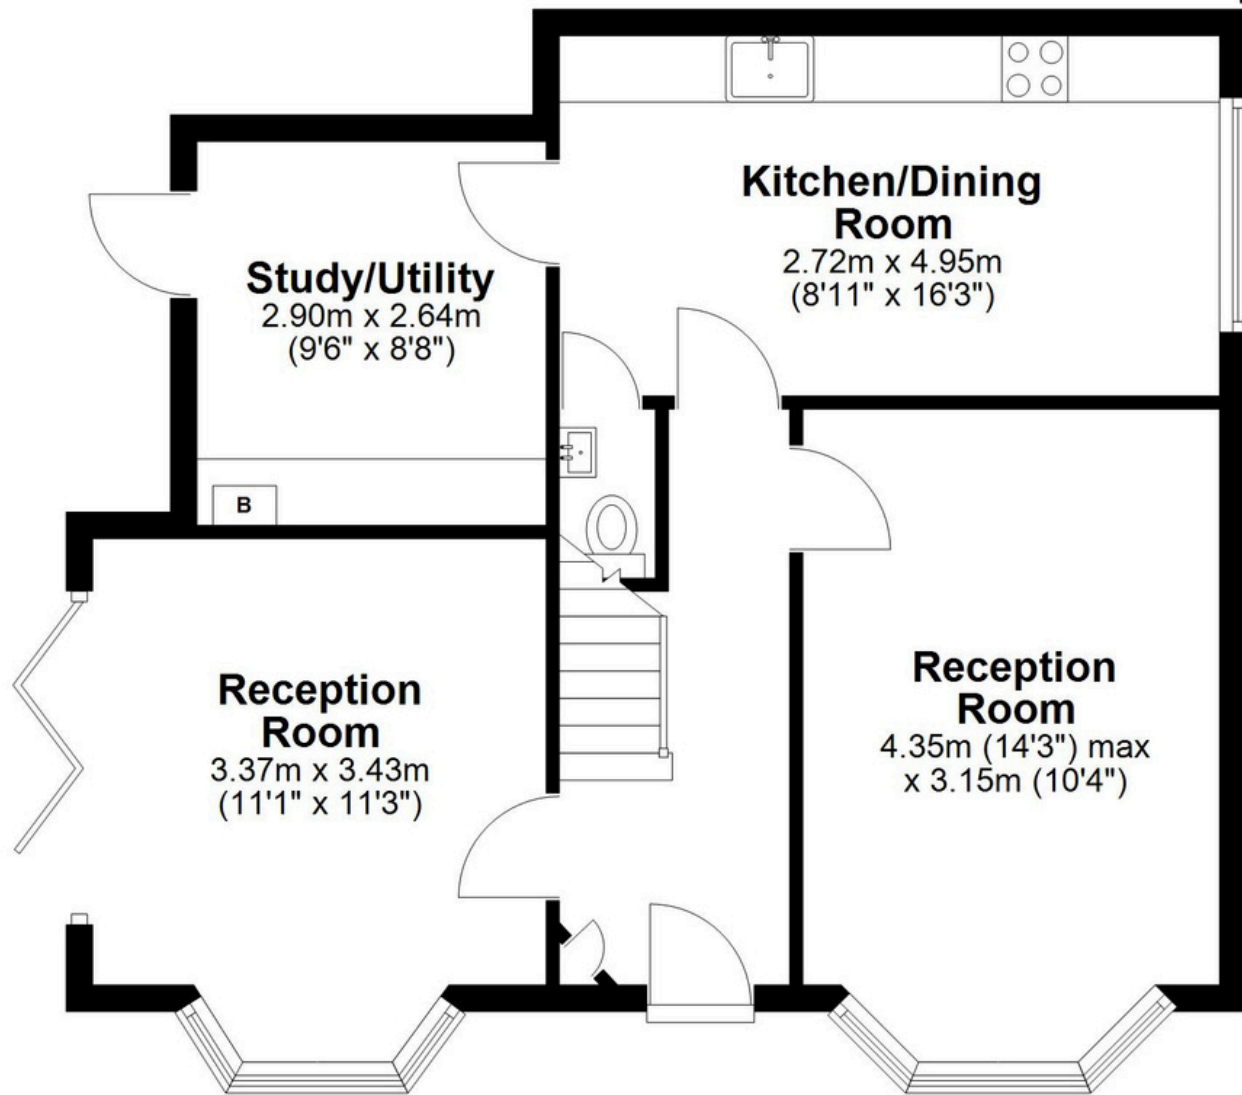 Kitchen/Dining
Room
2.72m x 4.95m
(8'11" x 16'3")
Study/Utility
2.90m x 2.64m
(9'6" x 8'8")
B
Reception
Room
3.37m x 3.43m
(11'1" x 11'3")
Reception
Room
4.35m (14'3") max
x 3.15m (10'4")